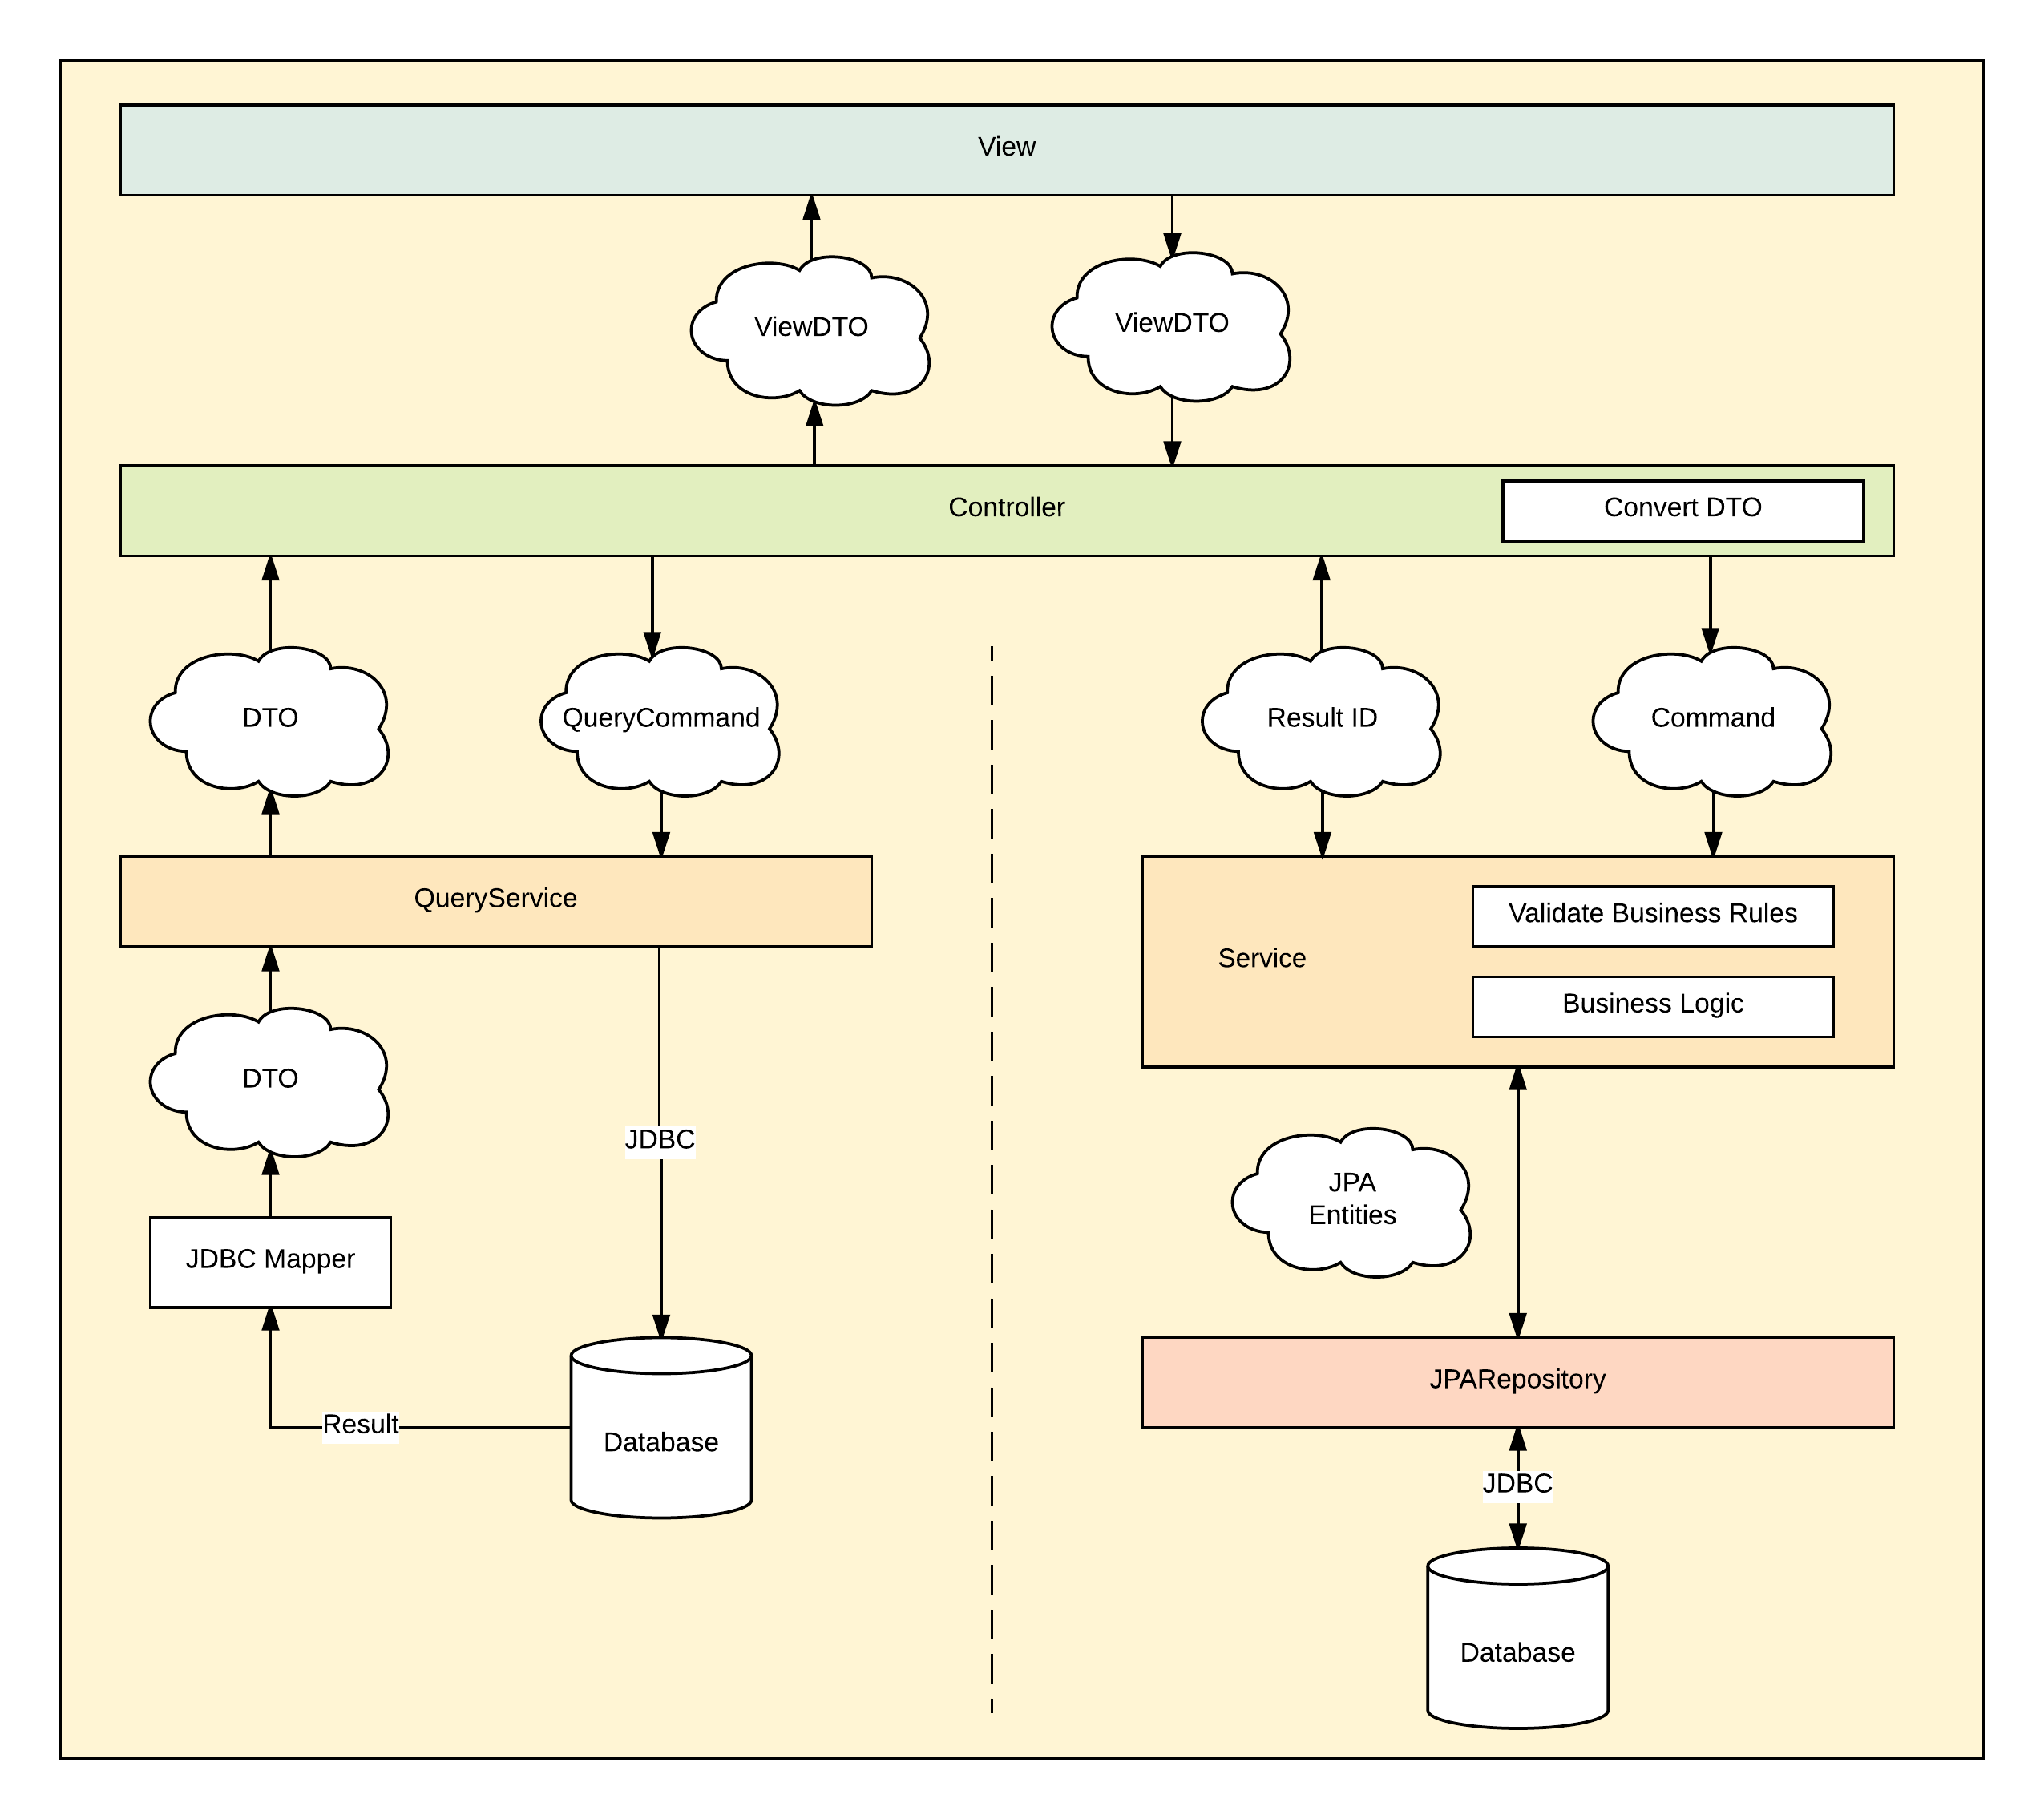 View
ViewDTO
ViewDTO
Controller
Convert DTO
DTO
QueryCommand
Result ID
Command
QueryService
Validate Business Rules
Service
Business Logic
DTO
JDBC
JPA
Entities
JDBC Mapper
JPARepository
Result
Database
JDBC
Database